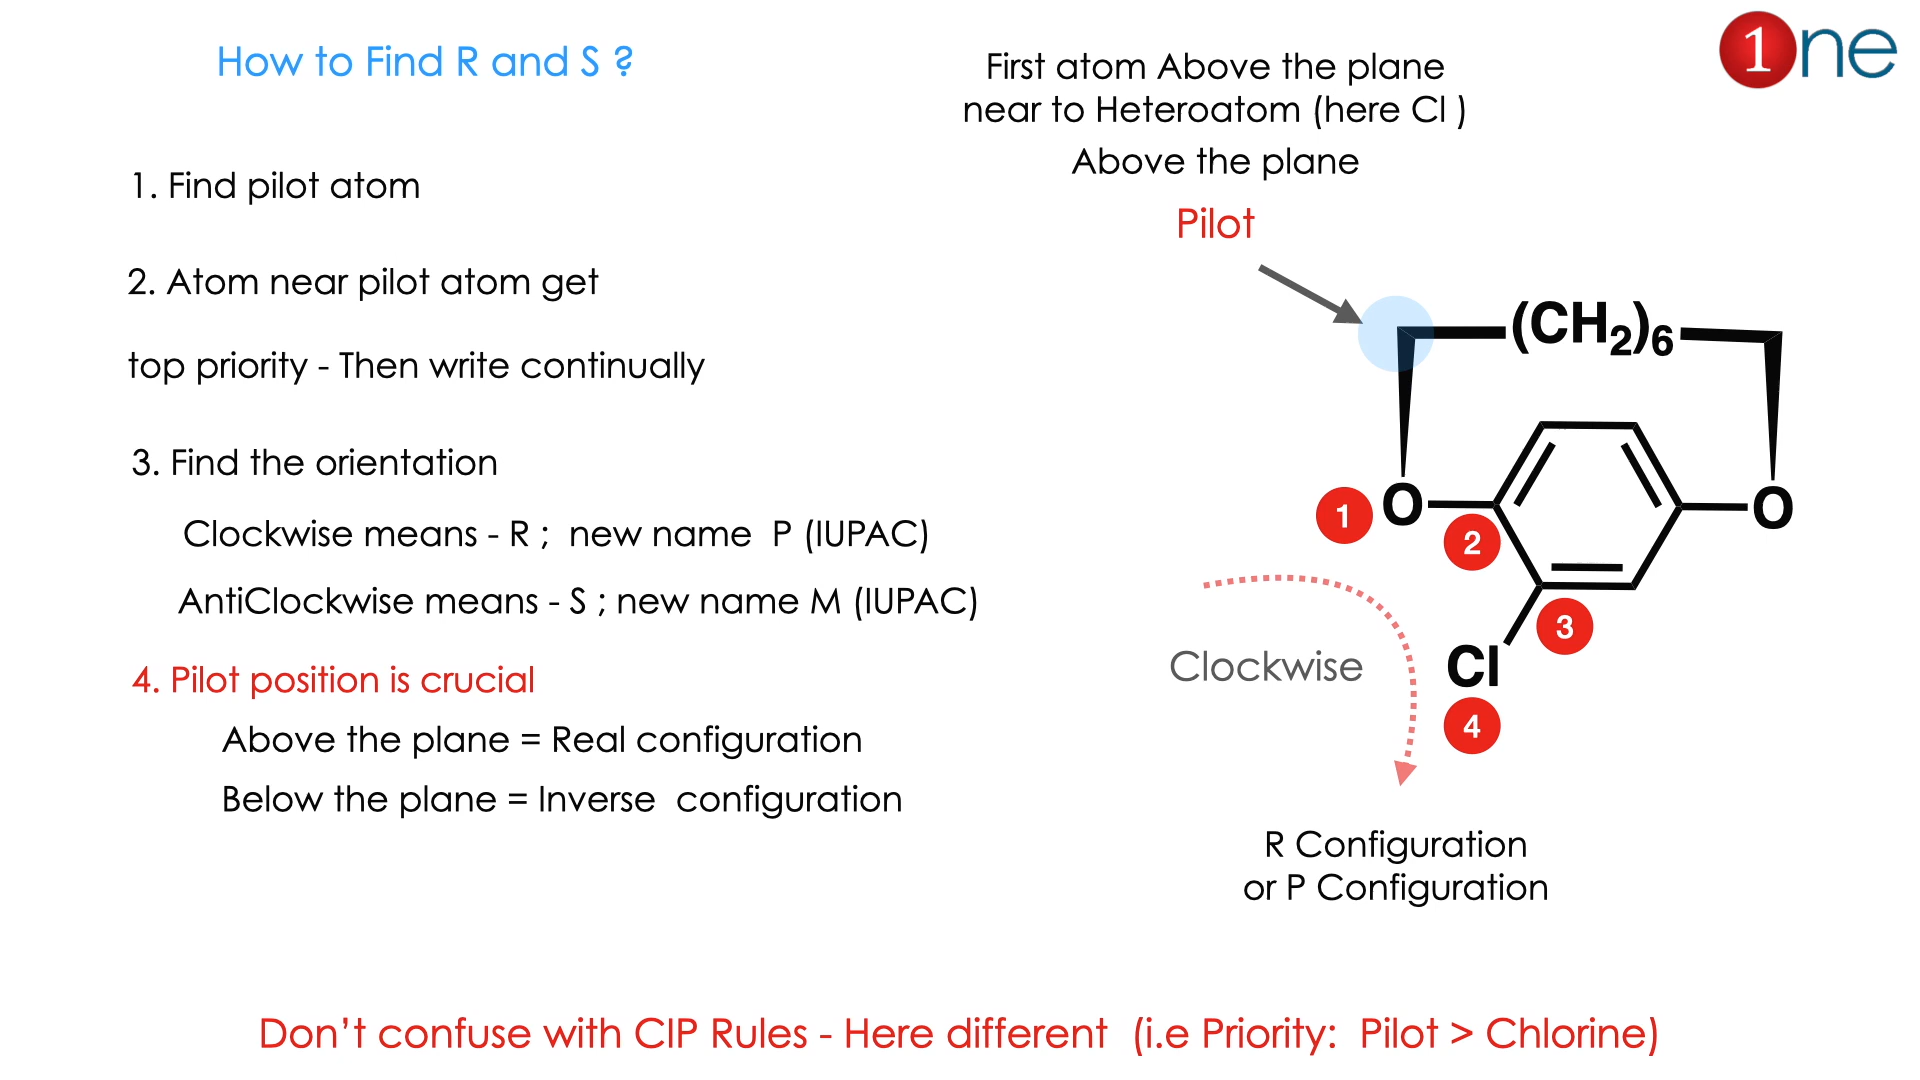 How to Find R and S ?
1. Find pilot atom
2. Atom near pilot atom get
top priority - Then write continually
3. Find the orientation
Clockwise means - R ; new name P (IUPAC)
AntiClockwise means - S ; new name M (IUPAC)
4. Pilot position is crucial
Above the plane = Real configuration
Below the plane = Inverse configuration
1ne
First atom Above the plane
near to Heteroatom (here Cl )
Above the plane
Pilot
(CH2)6
1 O O
2
3
Clockwise
Cl
4
R Configuration
or P Configuration
Don't confuse with CIP Rules - Here different (i.e Priority: Pilot > Chlorine)